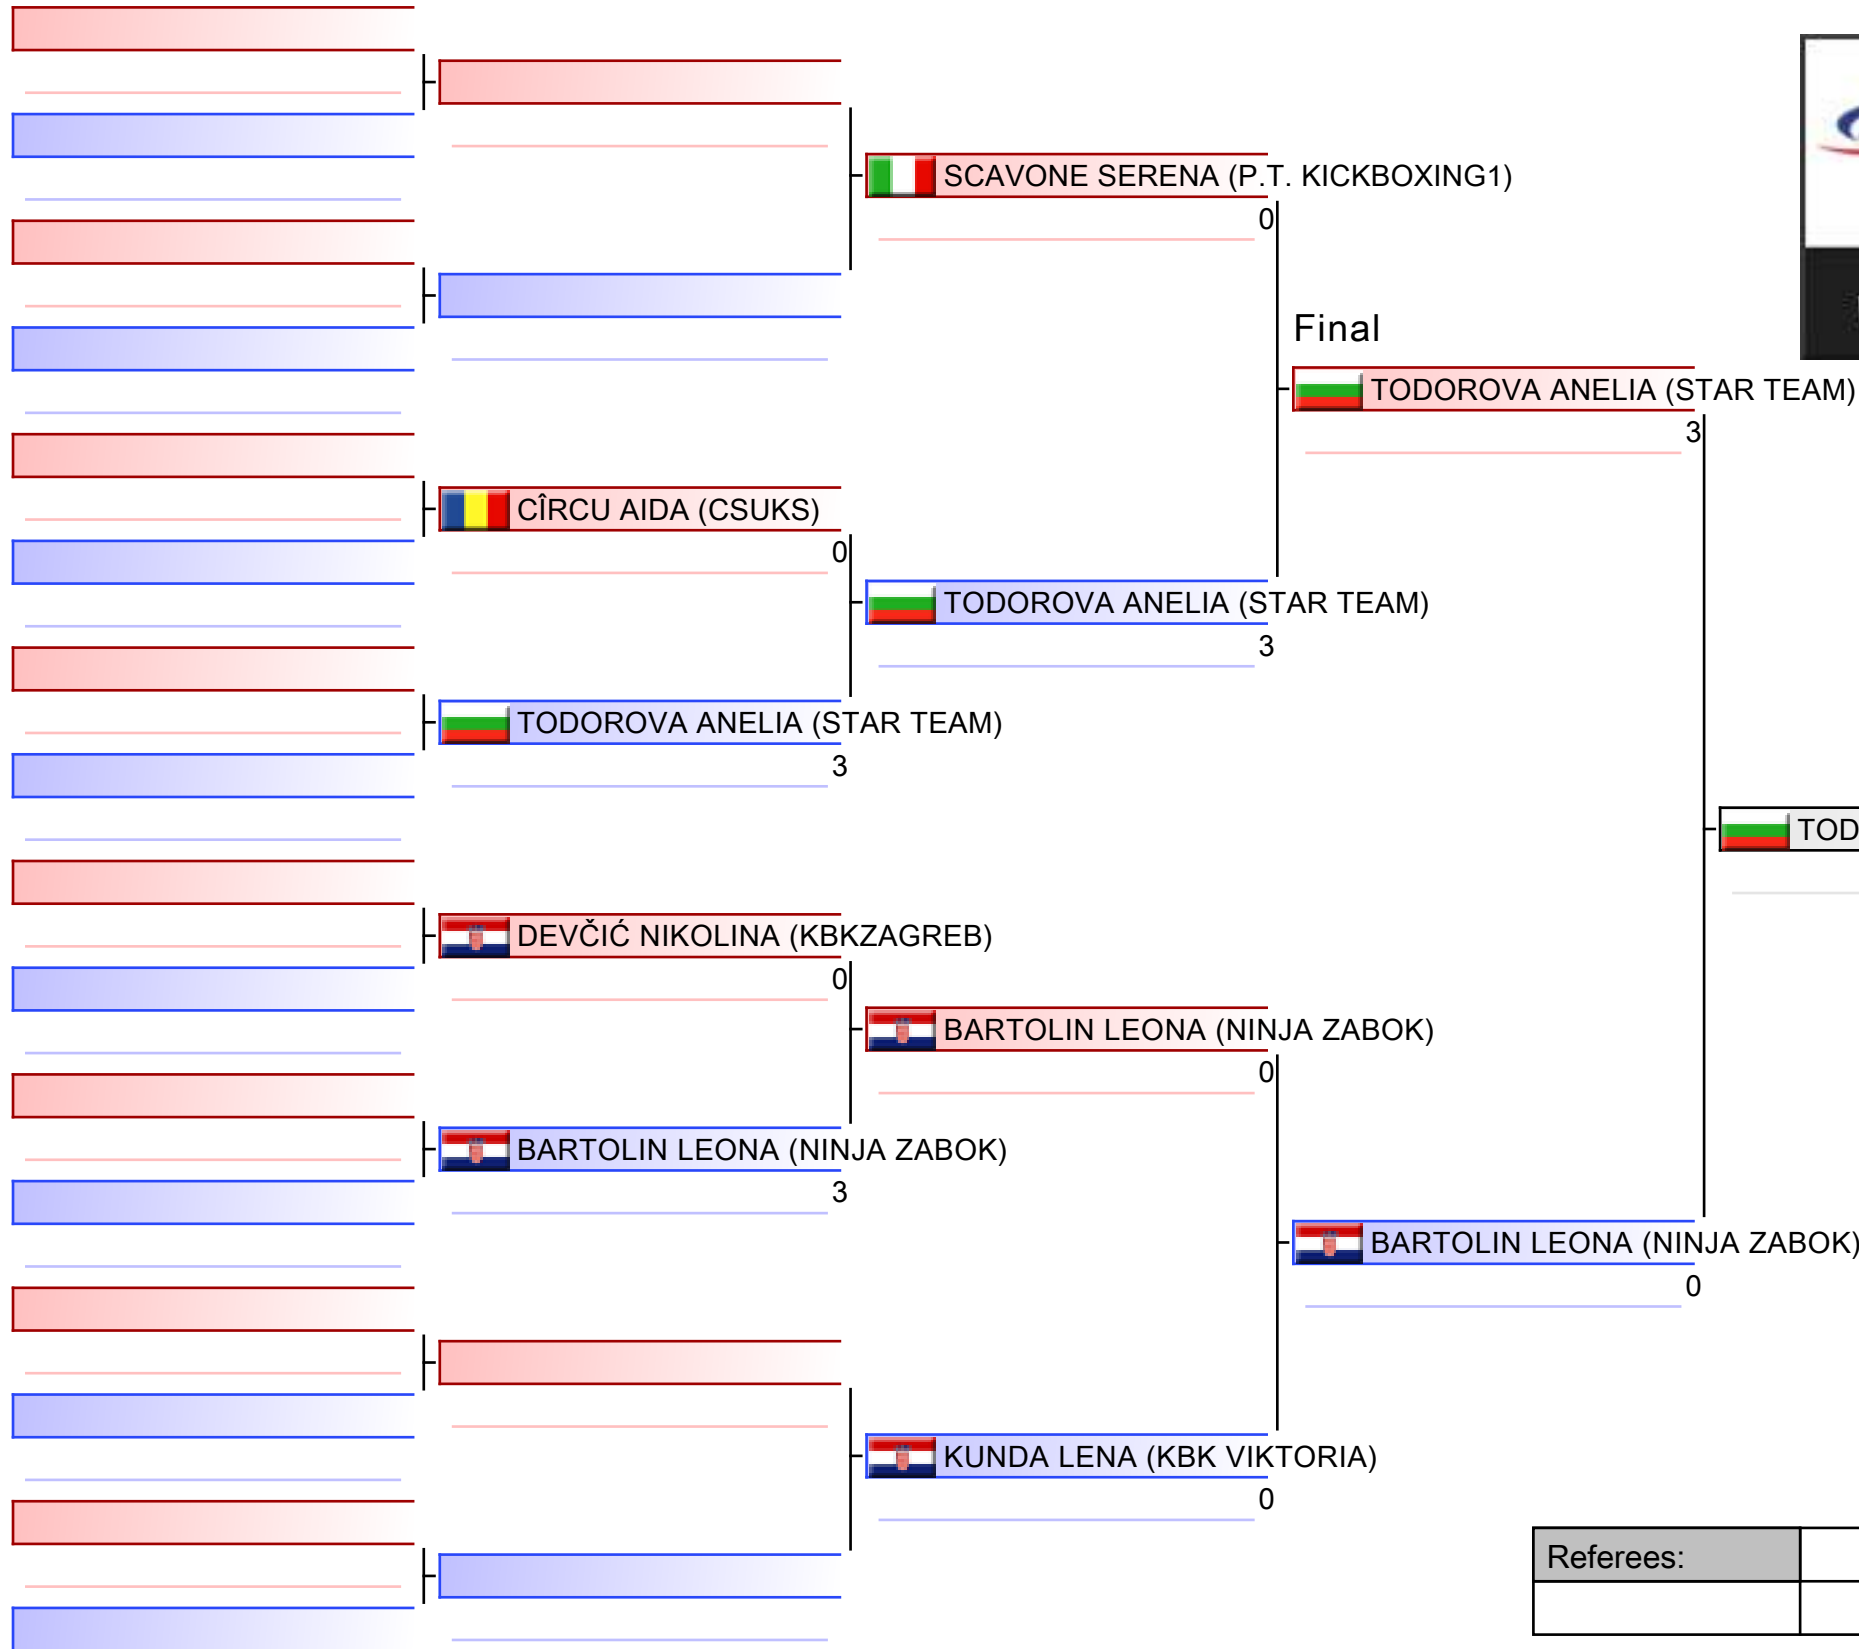 SCAVONE SERENA (P.T. KICKBOXING1)
0
Final
TODOROVA ANELIA (STAR TEAM)
3
CÎRCU AIDA (CSUKS)
0
TODOROVA ANELIA (STAR TEAM)
3
TODOROVA ANELIA (STAR TEAM)
3
TOD
DEVČIĆ NIKOLINA (KBKZAGREB)
0
BARTOLIN LEONA (NINJA ZABOK)
0
BARTOLIN LEONA (NINJA ZABOK)
3
BARTOLIN LEONA (NINJA ZABOK)
0
KUNDA LENA (KBK VIKTORIA)
0
Referees: